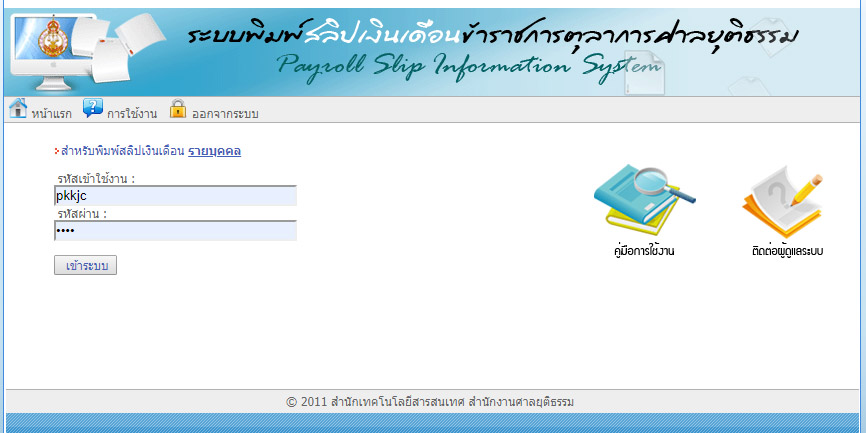 ระบบพิมพ์สลิปเงินเดือนข้าราชการตุลาการศาลยุติธรรม
Payroll Slip Information System
หน้าแรก การใช้งาน ออกจากระบบ
สำหรับพิมพ์สลิปเงินเดือน รายบุคคล
รหัสเข้าใช้งาน :
pkkjc
รหัสผ่าน :
••••
เข้าระบบ
คู่มือการใช้งาน ติดต่อผู้ดูแลระบบ
© 2011 สำนักเทคโนโลยีสารสนเทศ สำนักงานศาลยุติธรรม